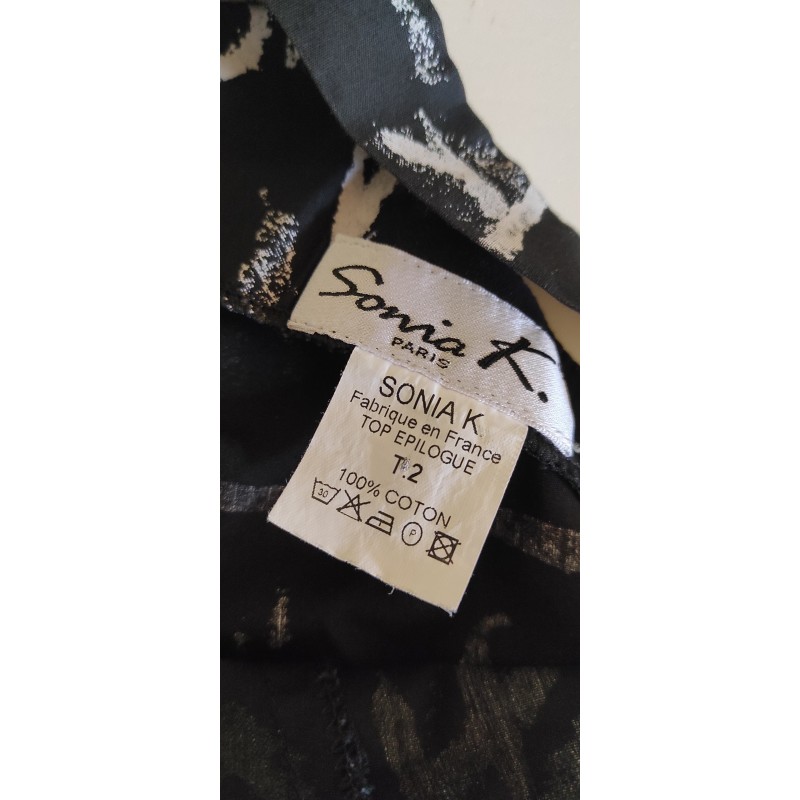 Sonia K.
PARIS
SONIA K
Fabrique en France
TOP EPILOGUE
T.2
100% COTON
30
P